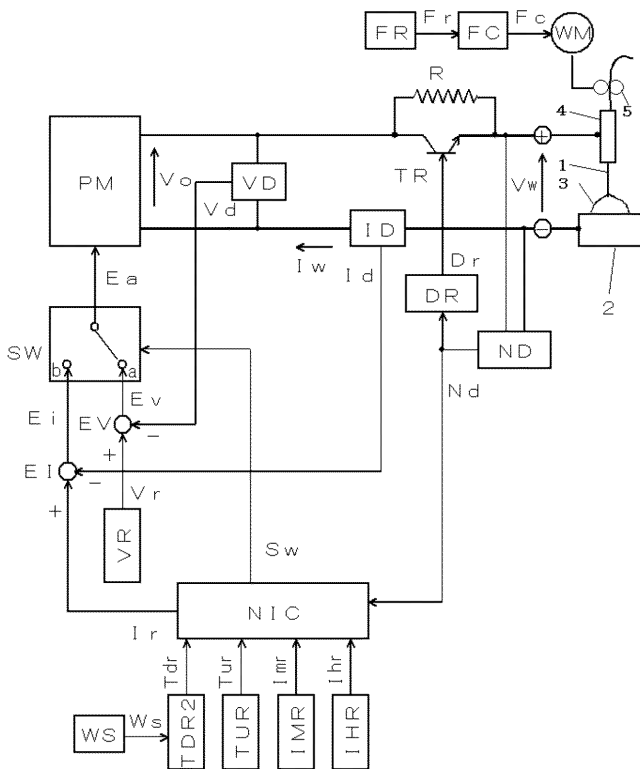 FR
Fr
FC
Fc
WM
R
4
5
PM
Vo
VD
Vd
TR
+
Vw
1
3
−
ID
Iw
Id
2
Ea
Dr
DR
ND
SW
b
a
Nd
Ev
Ei
EV
−
+
EI
−
+
Vr
VR
Sw
NIC
Ir
Tdr
Tur
Imr
Ihr
WS
Ws
TDR2
TUR
IMR
IHR